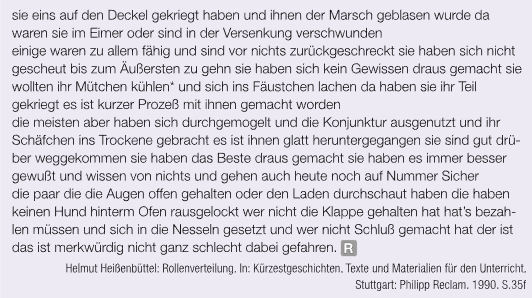 sie eins auf den Deckel gekriegt haben und ihnen der Marsch geblasen wurde da
waren sie im Eimer oder sind in der Versenkung verschwunden
einige waren zu allem fähig und sind vor nichts zurückgeschreckt sie haben sich nicht
gescheut bis zum Äußersten zu gehn sie haben sich kein Gewissen draus gemacht sie
wollten ihr Mütchen kühlen* und sich ins Fäustchen lachen da haben sie ihr Teil
gekriegt es ist kurzer Prozeß mit ihnen gemacht worden
die meisten aber haben sich durchgemogelt und die Konjunktur ausgenutzt und ihr
Schäfchen ins Trockene gebracht es ist ihnen glatt heruntergegangen sie sind gut drü-
ber weggekommen sie haben das Beste draus gemacht sie haben es immer besser
gewußt und wissen von nichts und gehen auch heute noch auf Nummer Sicher
die paar die die Augen offen gehalten oder den Laden durchschaut haben die haben
keinen Hund hinterm Ofen rausgelockt wer nicht die Klappe gehalten hat hat's bezah-
len müssen und sich in die Nesseln gesetzt und wer nicht Schluß gemacht hat der ist
das ist merkwürdig nicht ganz schlecht dabei gefahren. R
Helmut Heißenbüttel: Rollenverteilung. In: Kürzestgeschichten. Texte und Materialien für den Unterricht.
Stuttgart: Philipp Reclam. 1990. S.35f